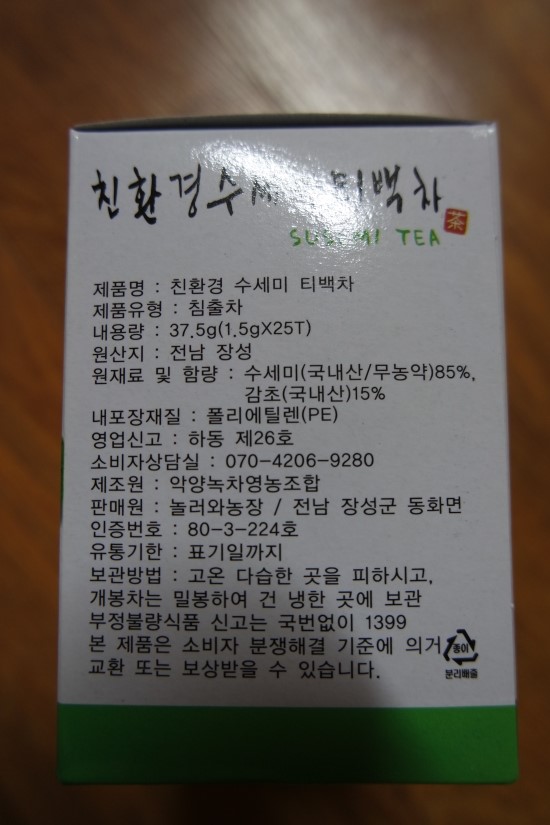 친환경수세미티백차
茶
SUSEMI TEA
제품명 : 친환경 수세미 티백차
제품유형 : 침출차
내용량 : 37.5g(1.5gX25T)
원산지 : 전남 장성
원재료 및 함량 : 수세미(국내산/무농약)85%,
감초(국내산)15%
내포장재질 : 폴리에틸렌(PE)
영업신고 : 하동 제26호
소비자상담실 : 070-4206-9280
제조원 : 악양녹차영농조합
판매원 : 놀러와농장 / 전남 장성군 동화면
인증번호 : 80-3-224호
유통기한 : 표기일까지
보관방법 : 고온 다습한 곳을 피하시고,
개봉차는 밀봉하여 건 냉한 곳에 보관
부정불량식품 신고는 국번없이 1399
본 제품은 소비자 분쟁해결 기준에 의거
교환 또는 보상받을 수 있습니다.
종이
분리배출